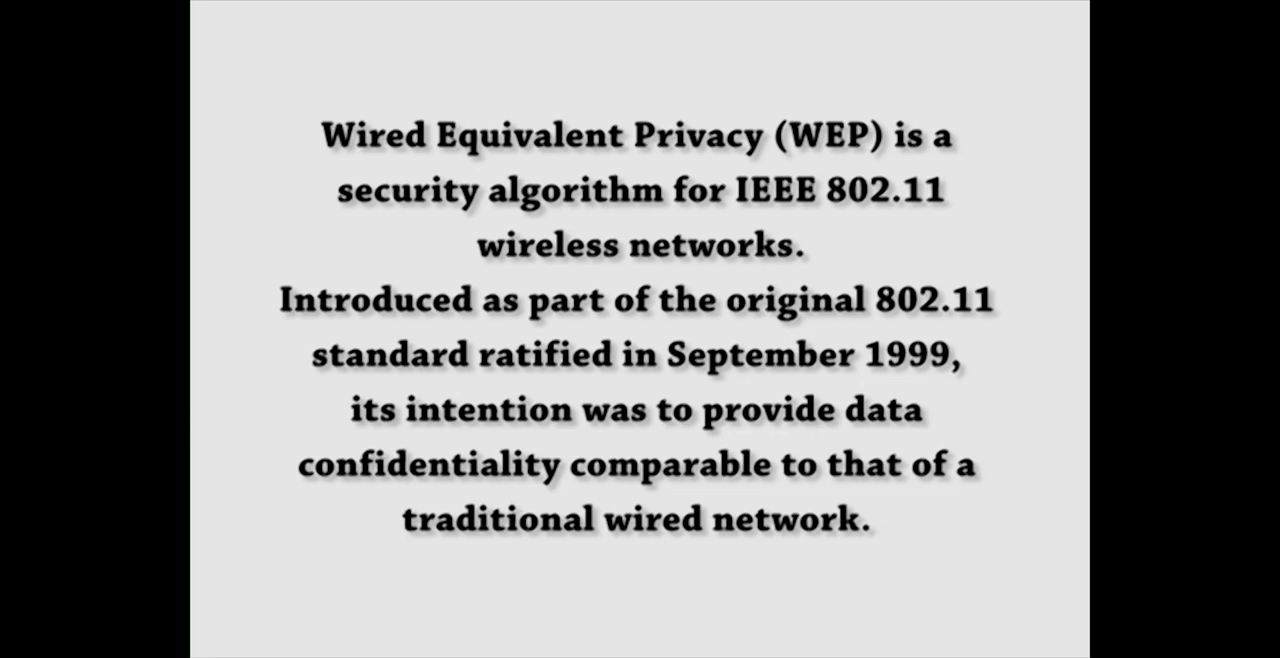 Wired Equivalent Privacy (WEP) is a
security algorithm for IEEE 802.11
wireless networks.
Introduced as part of the original 802.11
standard ratified in September 1999,
its intention was to provide data
confidentiality comparable to that of a
traditional wired network.